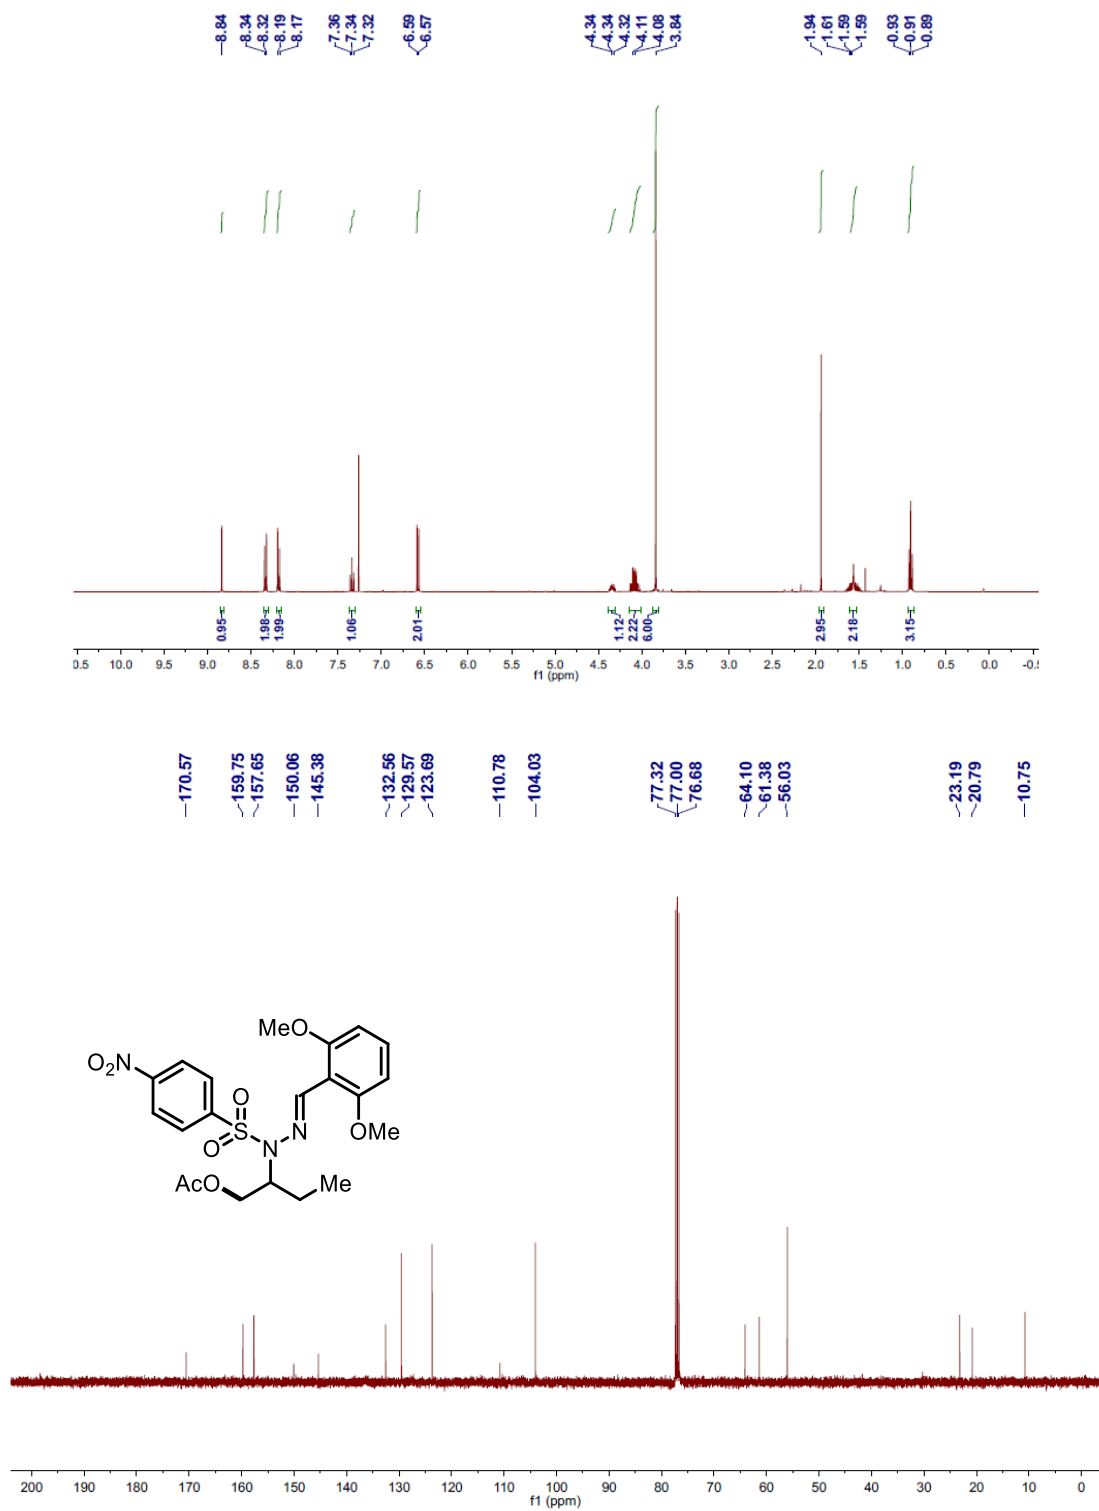 8.84 8.34 8.32 8.19 8.17 7.36 7.34 7.32 6.59 6.57 4.34 4.34 4.32 4.11 4.08 3.84 1.94 1.61 1.59 1.59 0.93 0.91 0.89
0.95 1.98 1.99 1.06 2.01 1.12 2.22 6.00 2.95 2.18 3.15
0.5 10.0 9.5 9.0 8.5 8.0 7.5 7.0 6.5 6.0 5.5 5.0 4.5 4.0 3.5 3.0 2.5 2.0 1.5 1.0 0.5 0.0 -0.5
f1 (ppm)
170.57 159.75 157.65 150.06 145.38 132.56 129.57 123.69 110.78 104.03 77.32 77.00 76.68 64.10 61.38 56.03 23.19 20.79 10.75
MeO
O2N
O
S
O
N
N
OMe
AcO
Me
200 190 180 170 160 150 140 130 120 110 100 90 80 70 60 50 40 30 20 10 0
f1 (ppm)